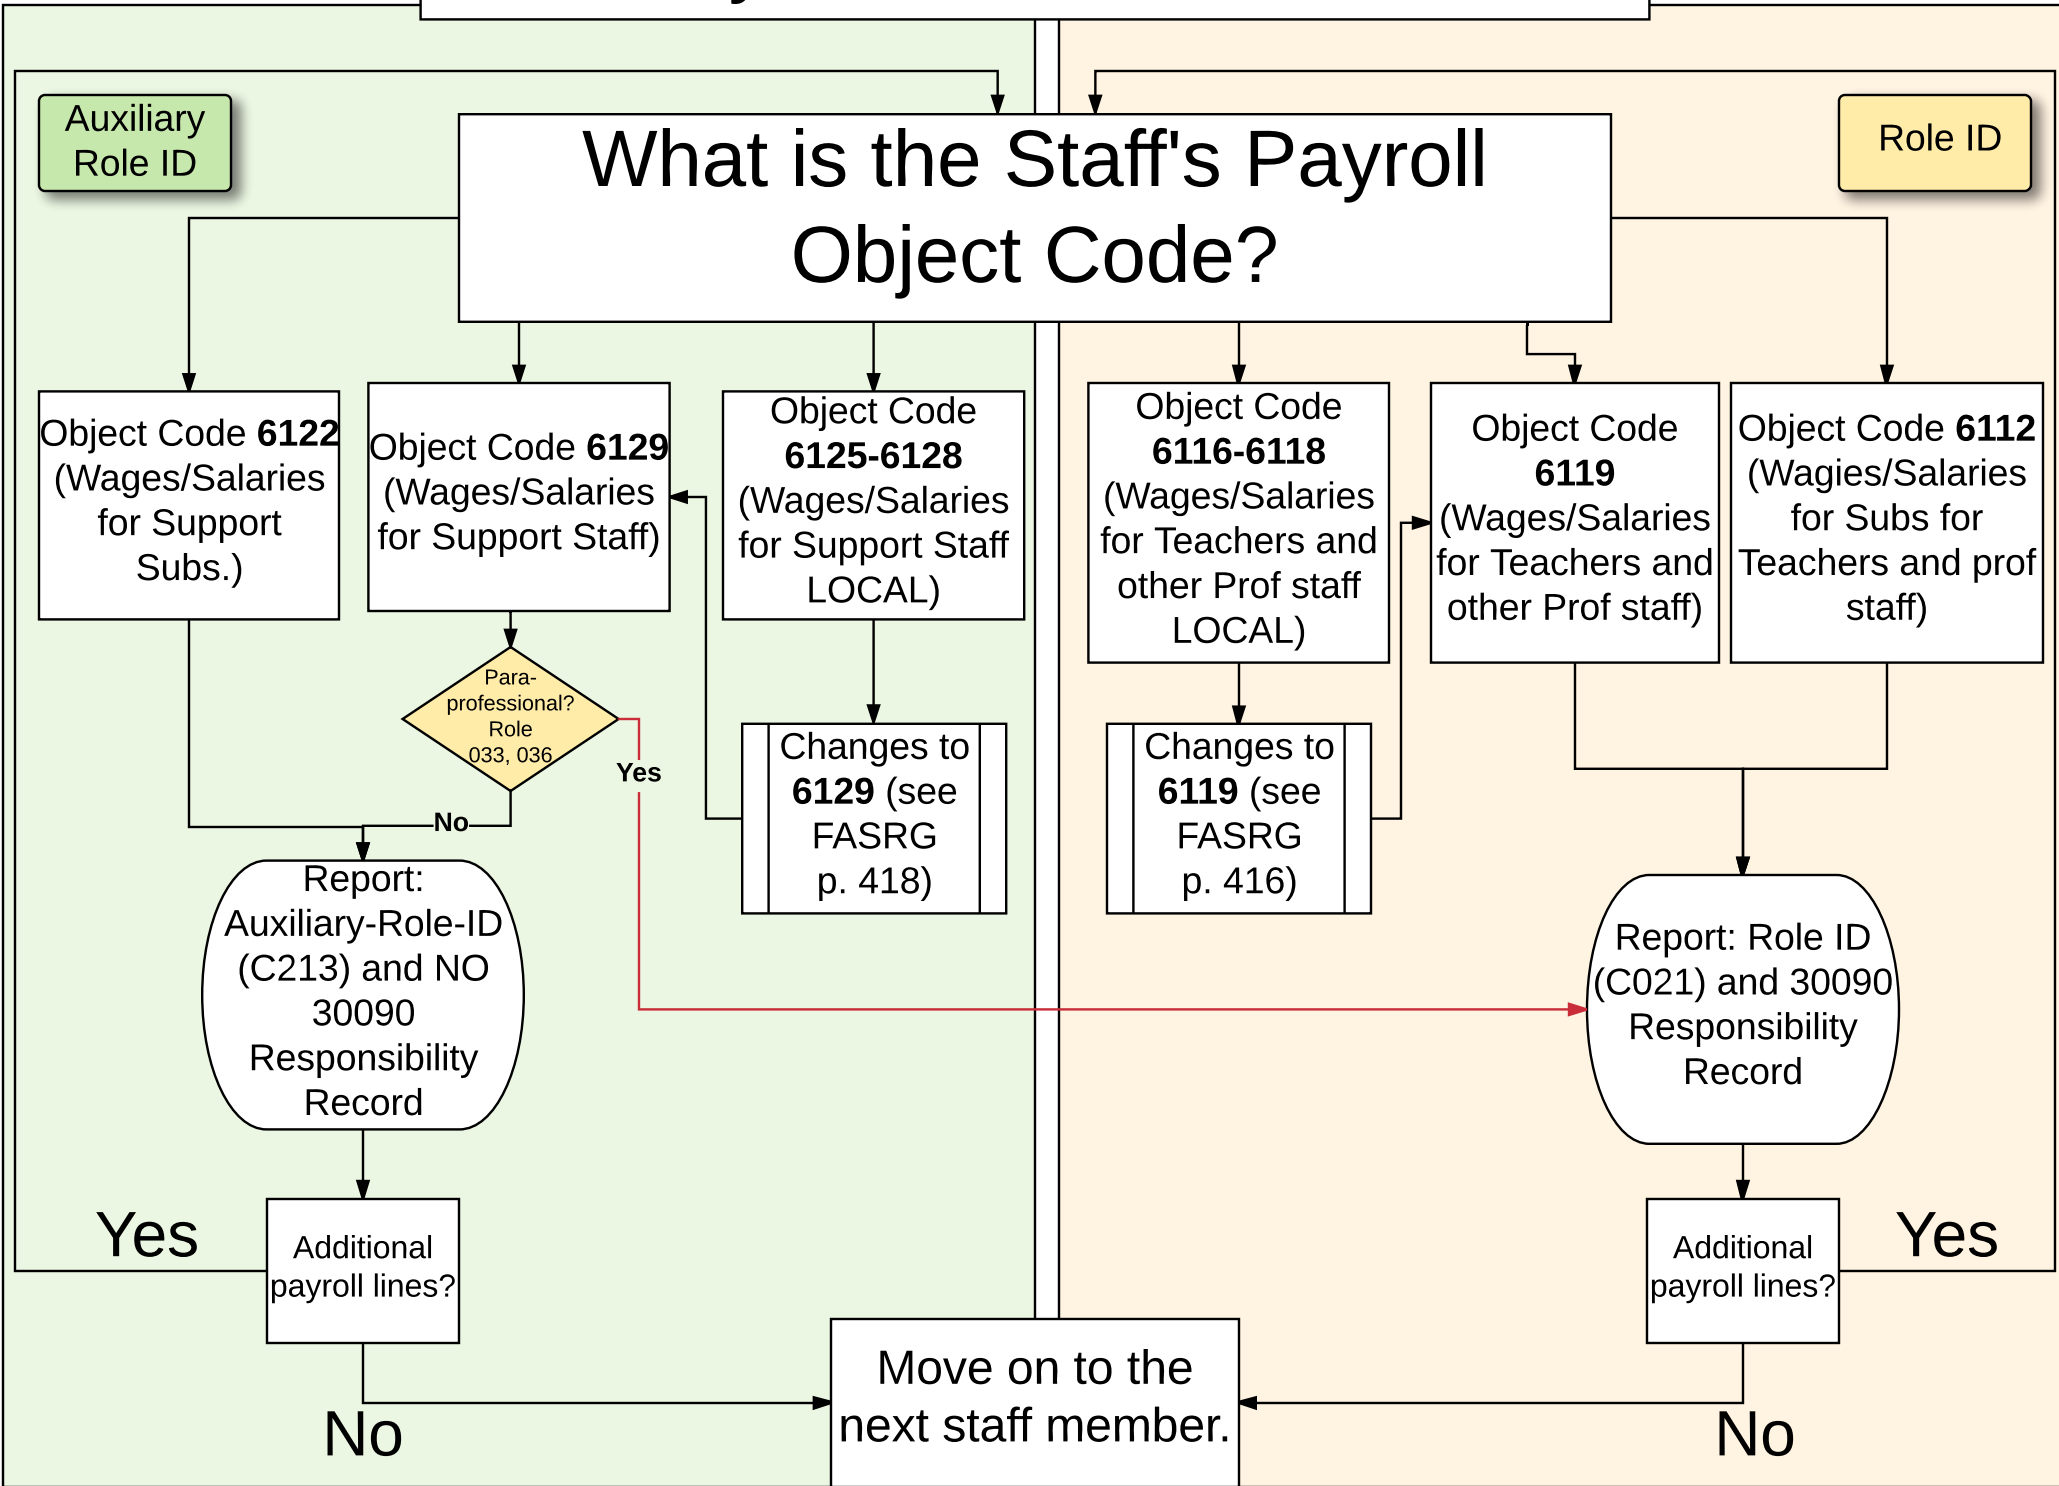 Auxiliary
Role ID
What is the Staff's Payroll
Object Code?
Role ID
Object Code 6122
(Wages/Salaries
for Support
Subs.)
Object Code 6129
(Wages/Salaries
for Support Staff)
Object Code
6125-6128
(Wages/Salaries
for Support Staff
LOCAL)
Object Code
6116-6118
(Wages/Salaries
for Teachers and
other Prof staff
LOCAL)
Object Code
6119
(Wages/Salaries
for Teachers and
other Prof staff)
Object Code 6112
(Wagies/Salaries
for Subs for
Teachers and prof
staff)
Para-
professional?
Role
033, 036
Yes
No
Changes to
6129 (see
FASRG
p. 418)
Changes to
6119 (see
FASRG
p. 416)
Report:
Auxiliary-Role-ID
(C213) and NO
30090
Responsibility
Record
Report: Role ID
(C021) and 30090
Responsibility
Record
Yes
Additional
payroll lines?
Additional
payroll lines?
Yes
No
Move on to the
next staff member.
No